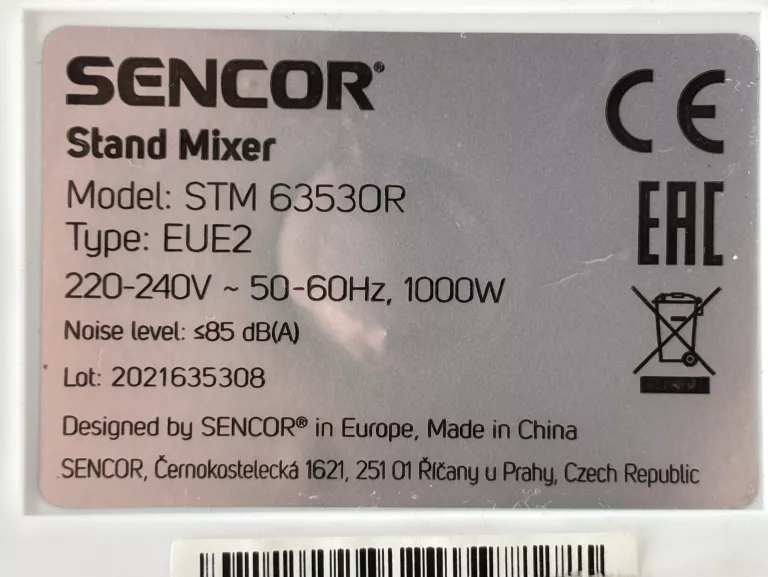 SENCOR®
Stand Mixer
Model: STM 6353OR
Type: EUE2
220-240V ~ 50-60Hz, 1000W
Noise level: ≤85 dB(A)
Lot: 2021635308
Designed by SENCOR® in Europe, Made in China
SENCOR, Černokostelecká 1621, 251 01 Říčany u Prahy, Czech Republic
CE
EAC